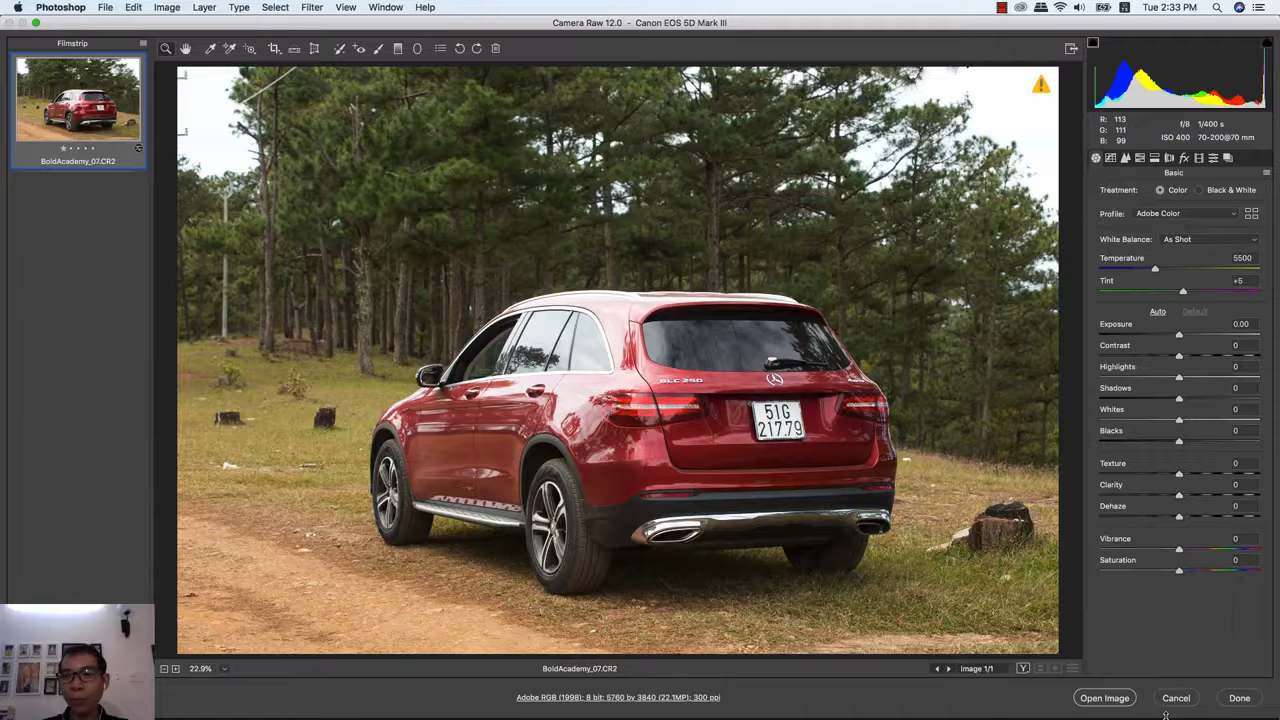 Photoshop File Edit Image Layer Type Select Filter View Window Help
Tue 2:33 PM
Camera Raw 12.0 - Canon EOS 5D Mark III
Filmstrip
BoldAcademy_07.CR2
GLC 250
51G
217.79
R: 113
G: 111
B: 99
f/8 1/400 s
ISO 400 70-200@70 mm
Basic
Treatment: Color Black & White
Profile: Adobe Color
White Balance: As Shot
Temperature 5500
Tint +5
Auto Default
Exposure 0.00
Contrast 0
Highlights 0
Shadows 0
Whites 0
Blacks 0
Texture 0
Clarity 0
Dehaze 0
Vibrance 0
Saturation 0
22.9%
BoldAcademy_07.CR2
Image 1/1
Adobe RGB (1998); 8 bit; 5760 by 3840 (22.1MP); 300 ppi
Open Image Cancel Done